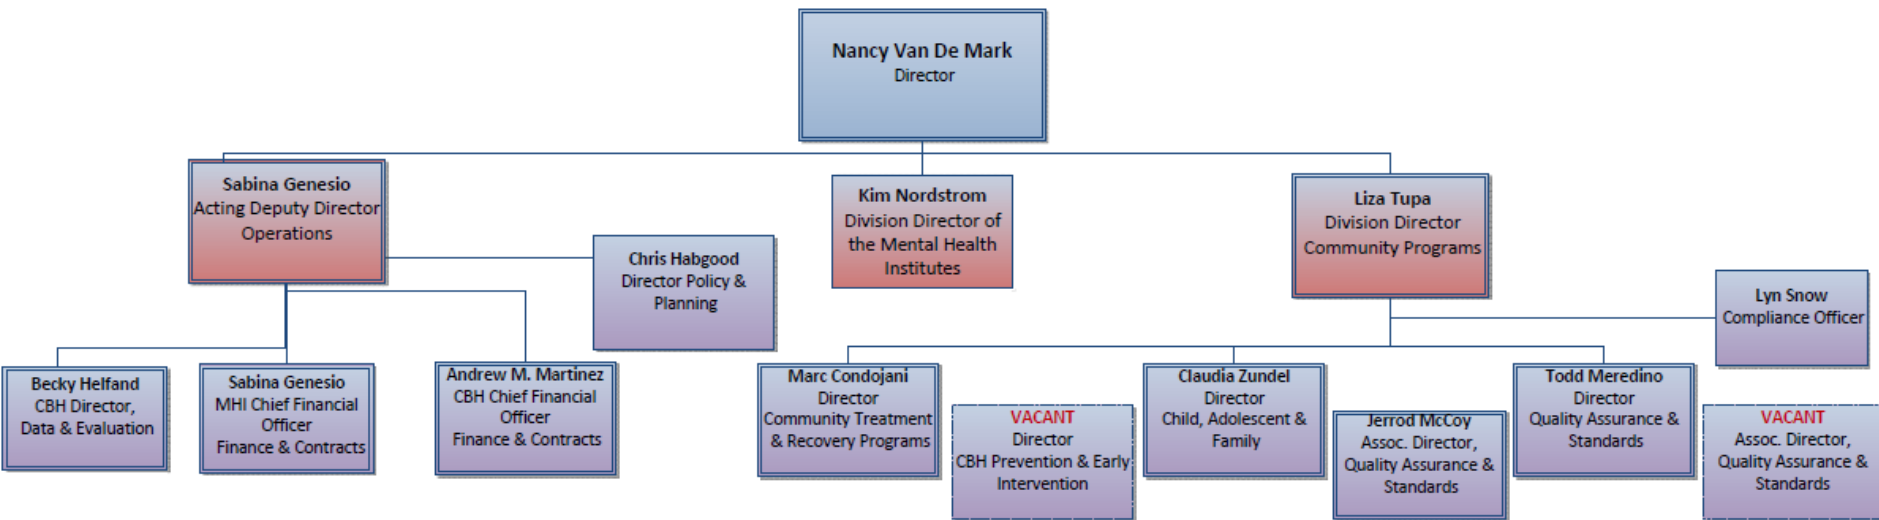 Nancy Van De Mark
Director
Sabina Genesio
Acting Deputy Director
Operations
Kim Nordstrom
Division Director of
the Mental Health
Institutes
Liza Tupa
Division Director
Community Programs
Chris Habgood
Director Policy &
Planning
Lyn Snow
Compliance Officer
Becky Helfand
CBH Director,
Data & Evaluation
Sabina Genesio
MHI Chief Financial
Officer
Finance & Contracts
Andrew M. Martinez
CBH Chief Financial
Officer
Finance & Contracts
Marc Condojani
Director
Community Treatment
& Recovery Programs
VACANT
Director
CBH Prevention & Early
Intervention
Claudia Zundel
Director
Child, Adolescent &
Family
Jerrod McCoy
Assoc. Director,
Quality Assurance &
Standards
Todd Meredino
Director
Quality Assurance &
Standards
VACANT
Assoc. Director,
Quality Assurance &
Standards